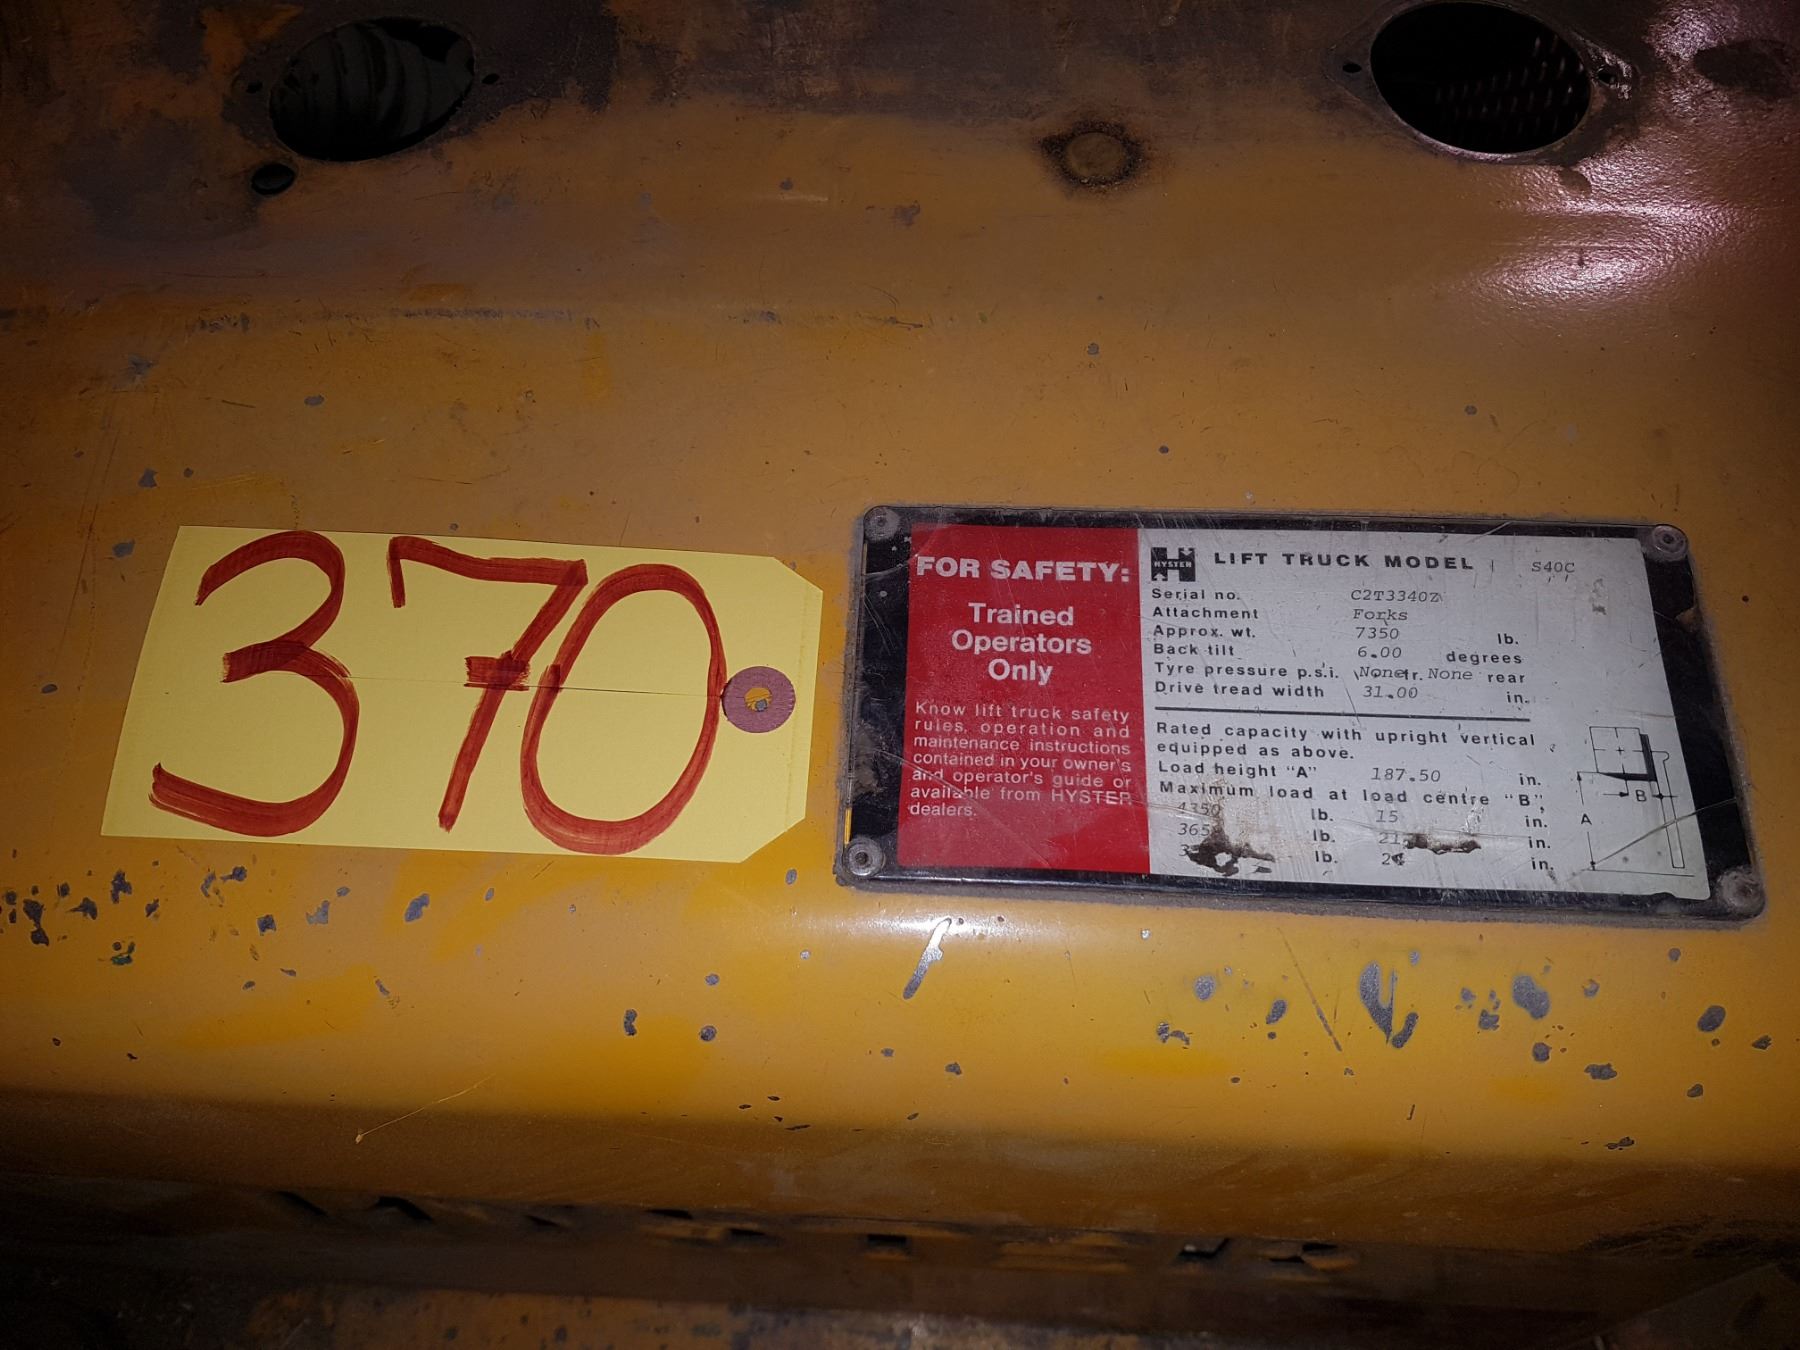 370
FOR SAFETY:
Trained
Operators
Only
Know lift truck safety
rules, operation and
maintenance instructions
contained in your owner's
and operator's guide or
available from HYSTER
dealers.
HYSTER
LIFT TRUCK MODEL S40C
Serial no. C2T3340Z
Attachment Forks
Approx. wt. 7350 lb.
Back tilt 6.00 degrees
Tyre pressure p.s.i. None fr. None rear
Drive tread width 31.00 in.
Rated capacity with upright vertical
equipped as above.
Load height "A" 187.50 in.
Maximum load at load centre "B",
4350 lb. 15 in.
lb. in.
lb. 24 in.
B
A